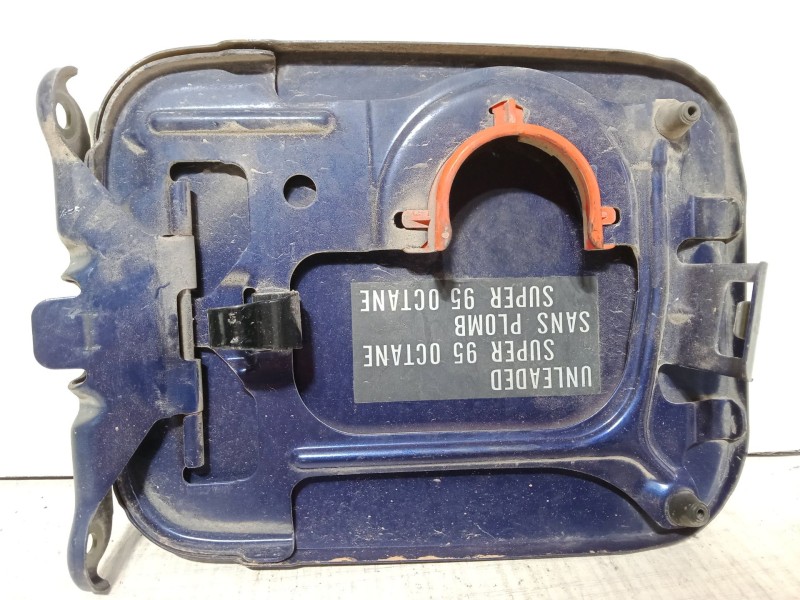 UNLEADED
SUPER 95 OCTANE
SANS PLOMB
SUPER 95 OCTANE